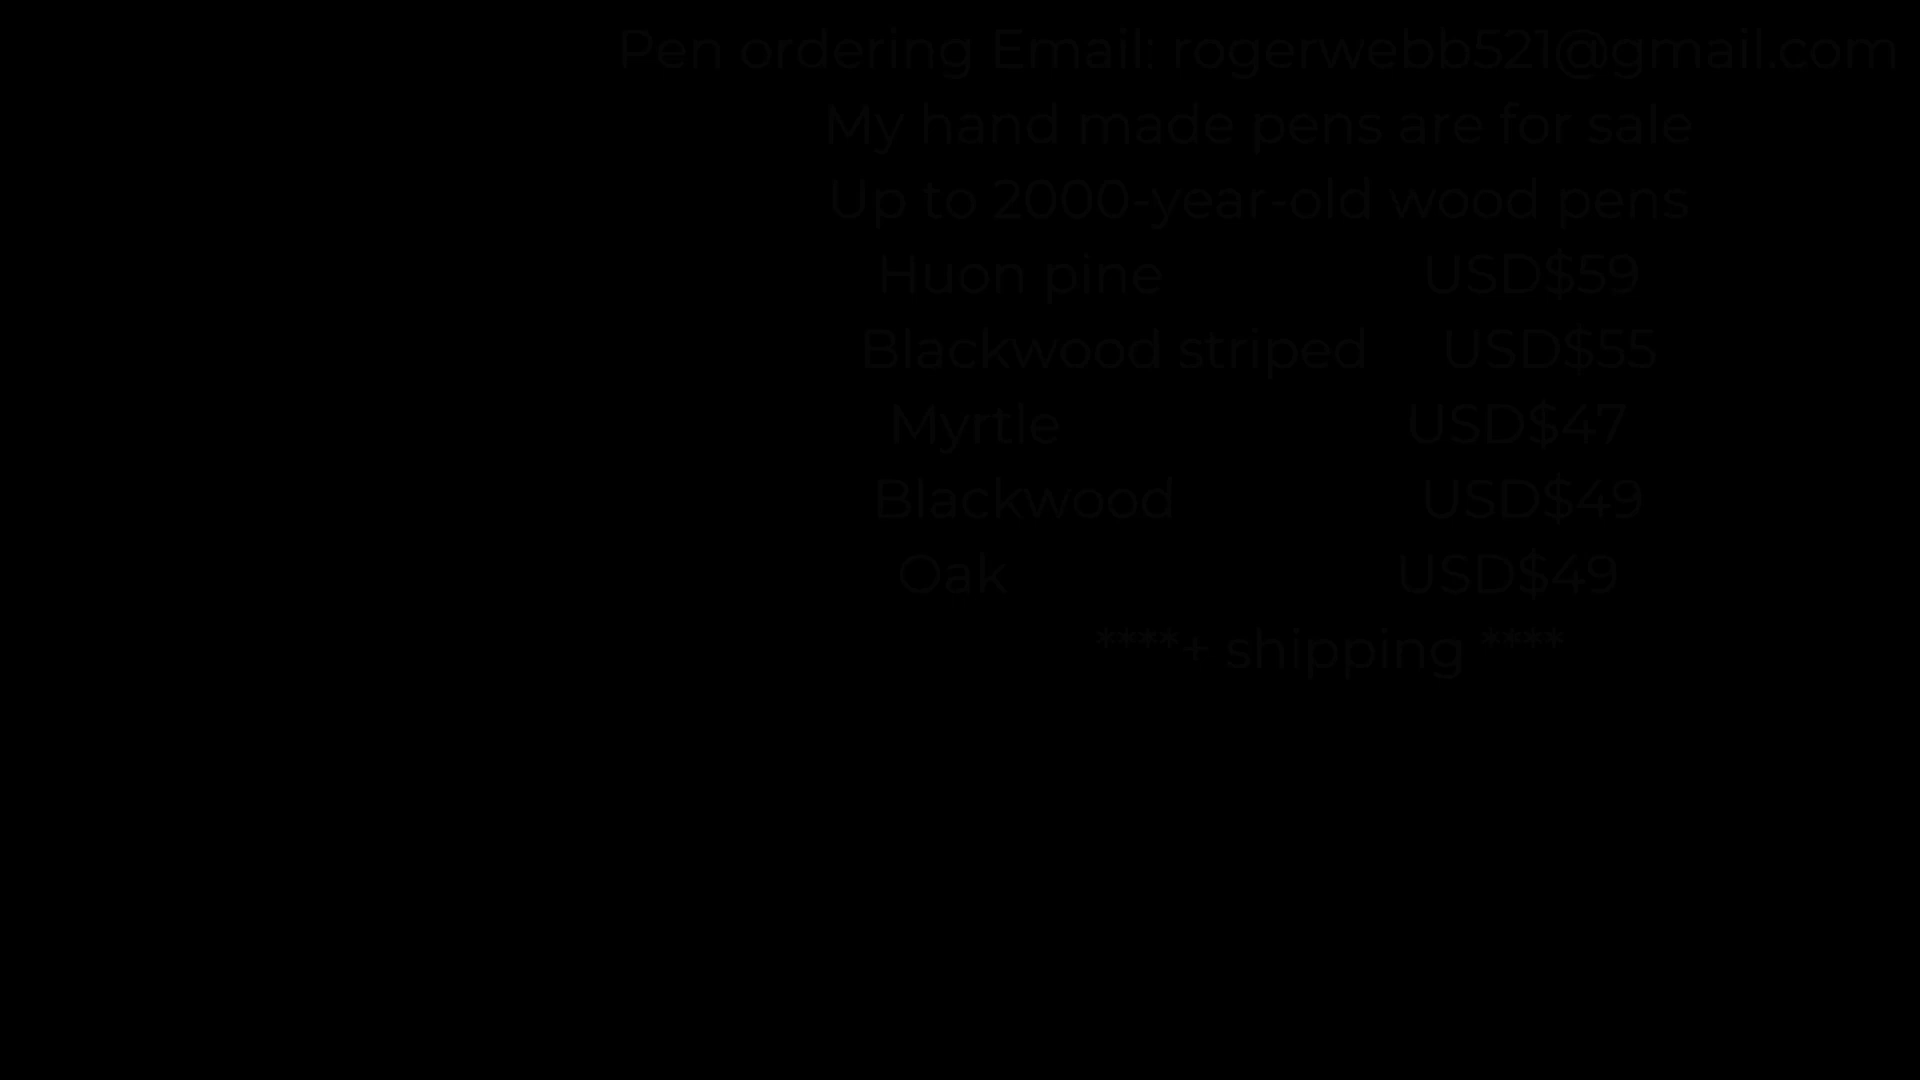 Pen ordering Email: rogerwebb521@gmail.com
My hand made pens are for sale
Up to 2000-year-old wood pens
Huon pine USD$59
Blackwood striped USD$55
Myrtle USD$47
Blackwood USD$49
Oak USD$49
****+ shipping ****